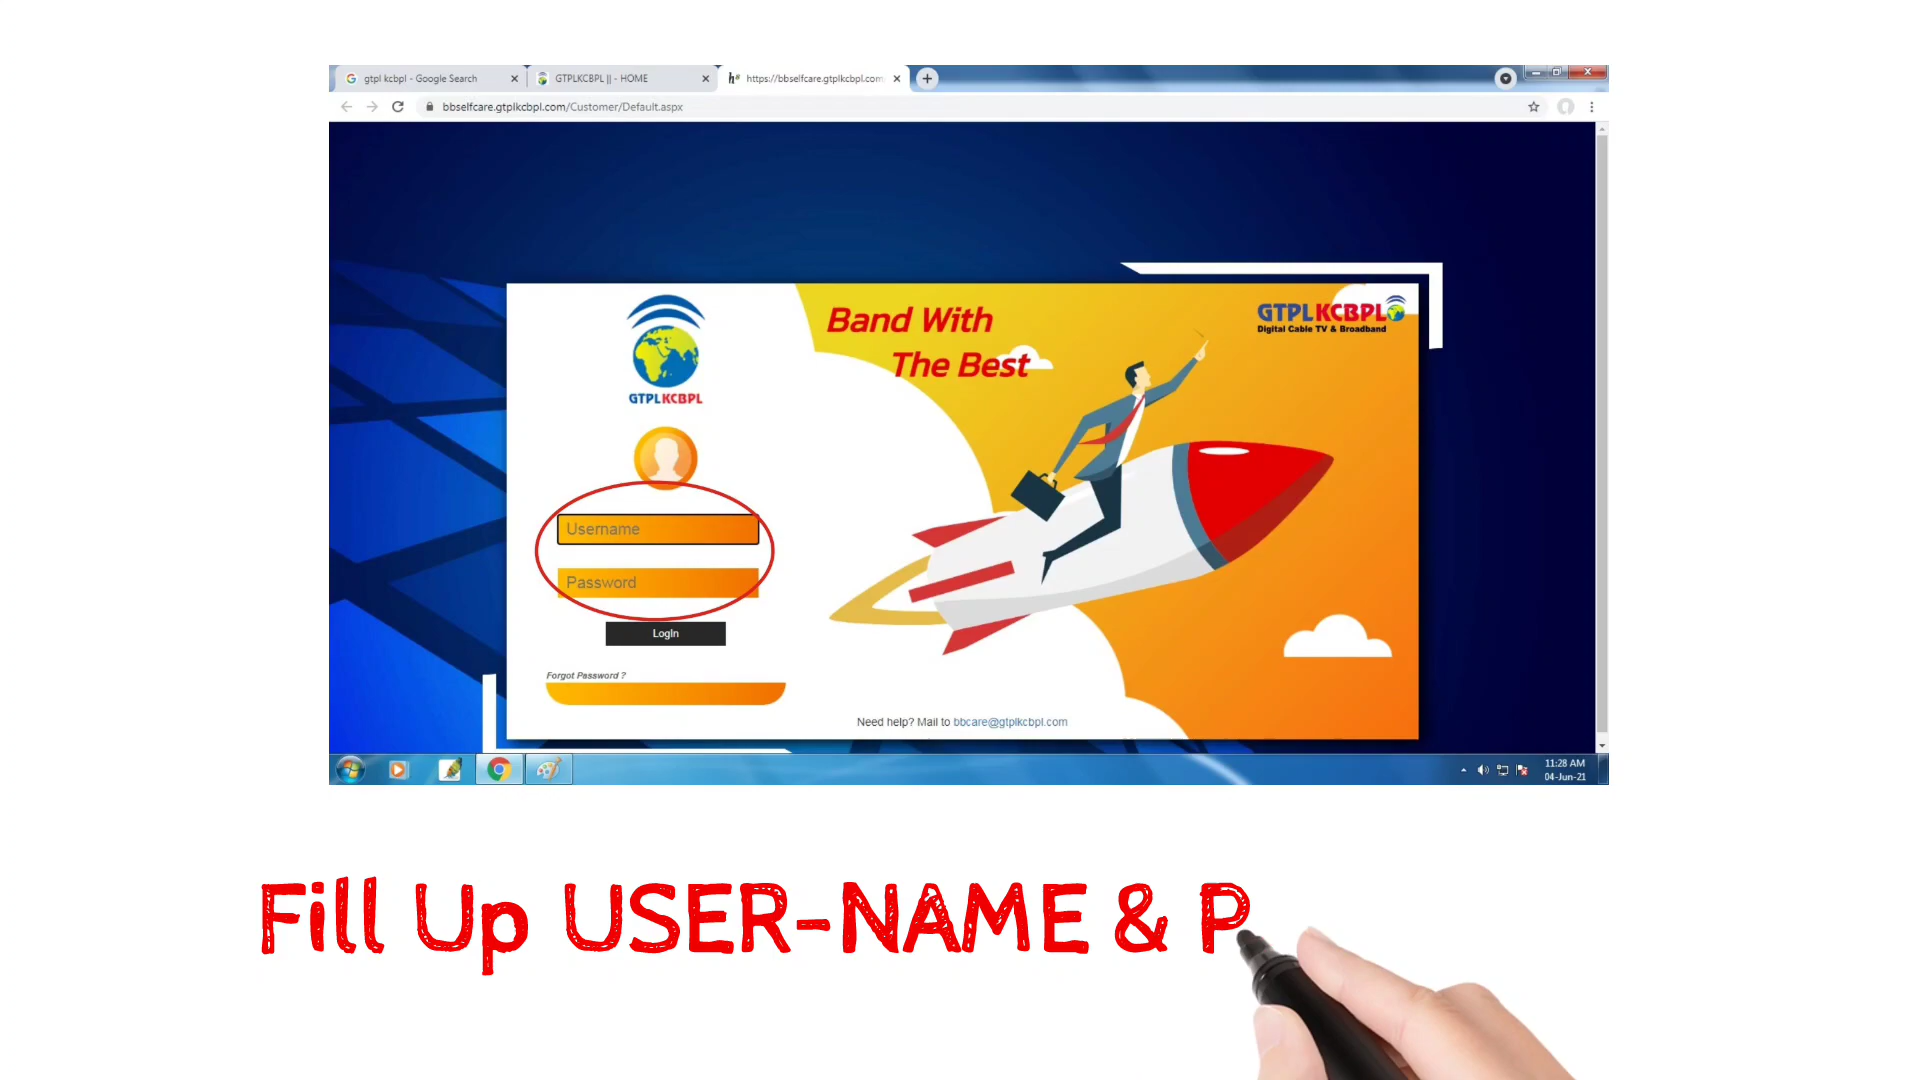 gtpl kcbpl - Google Search
GTPLKCBPL || - HOME
https://bbselfcare.gtplkcbpl.com
bbselfcare.gtplkcbpl.com/Customer/Default.aspx
GTPLKCBPL
Username
Password
LogIn
Forgot Password ?
Band With
The Best
GTPLKCBPL
Digital Cable TV & Broadband
Need help? Mail to bbcare@gtplkcbpl.com
11:28 AM
04-Jun-21
Fill Up USER-NAME & P